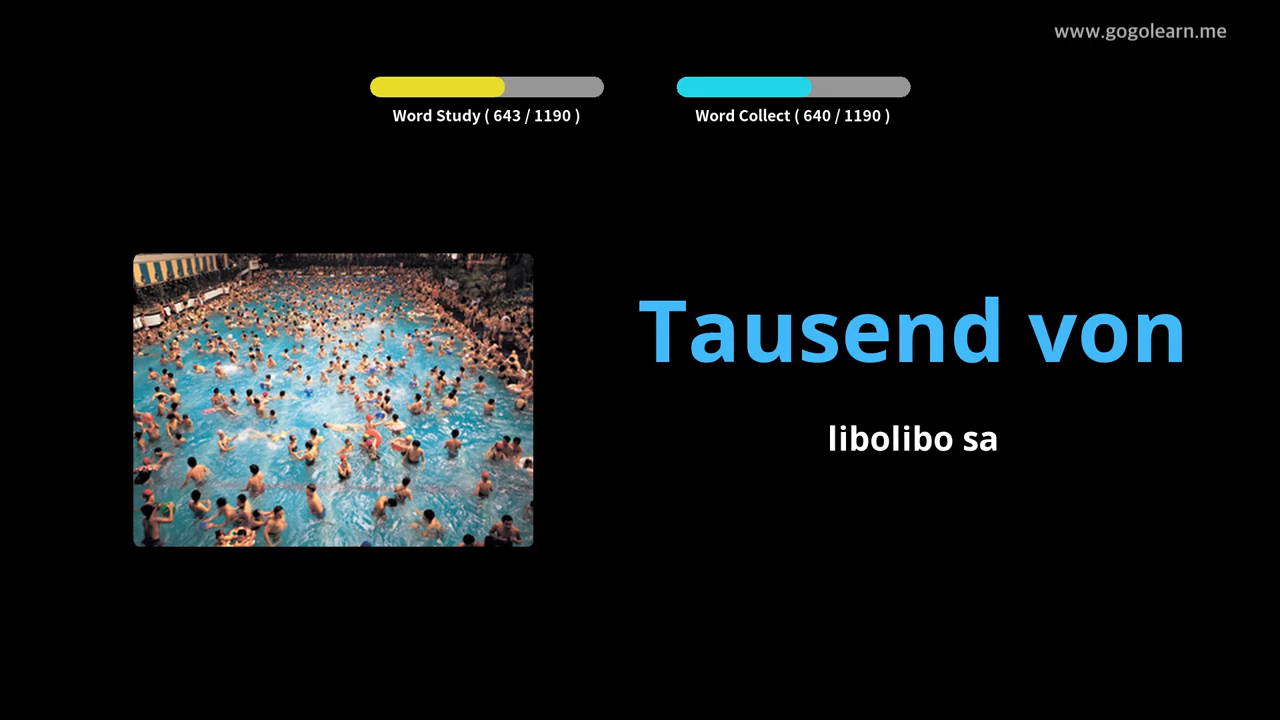 www.gogolearn.me
Word Study ( 643 / 1190 )
Word Collect ( 640 / 1190 )
Tausend von
libolibo sa